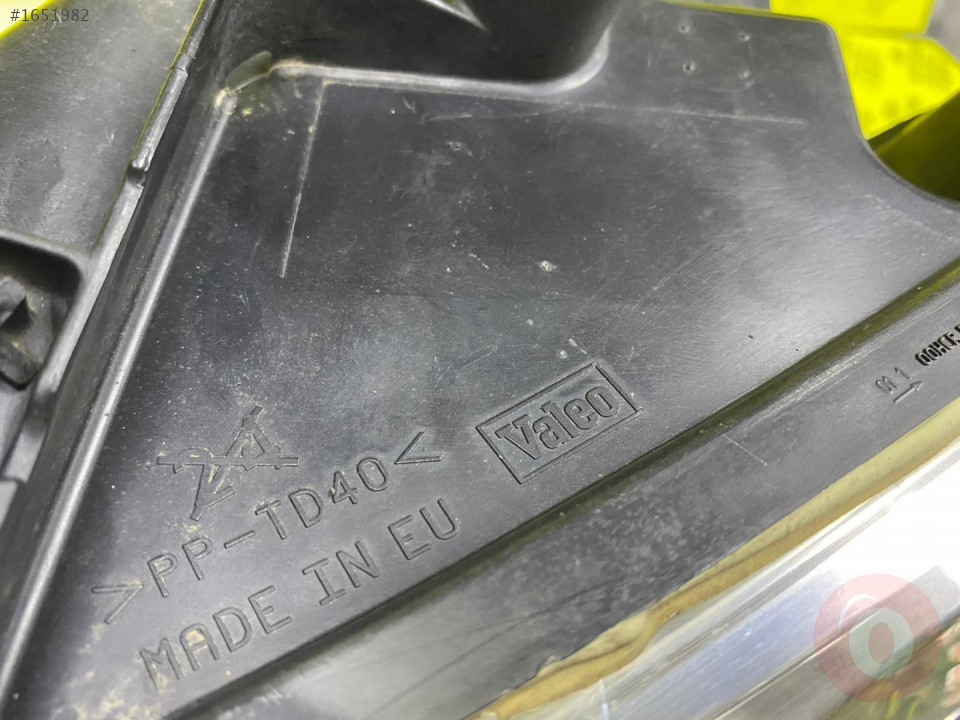 #1651982
Valeo
>PP-TD40<
MADE IN EU